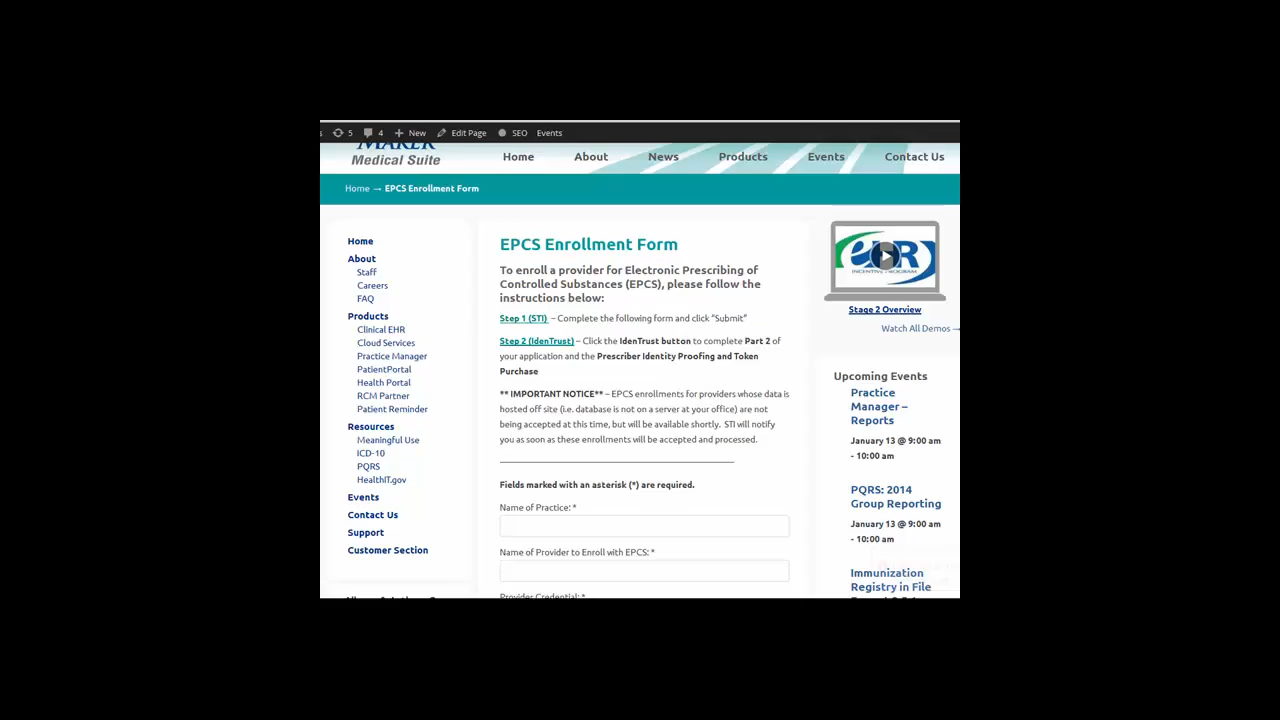 5 4 New Edit Page SEO Events
MAKER
Medical Suite
Home About News Products Events Contact Us
Home → EPCS Enrollment Form
Home
About
Staff
Careers
FAQ
Products
Clinical EHR
Cloud Services
Practice Manager
PatientPortal
Health Portal
RCM Partner
Patient Reminder
Resources
Meaningful Use
ICD-10
PQRS
HealthIT.gov
Events
Contact Us
Support
Customer Section
EPCS Enrollment Form
To enroll a provider for Electronic Prescribing of
Controlled Substances (EPCS), please follow the
instructions below:
Step 1 (STI) – Complete the following form and click “Submit”
Step 2 (IdenTrust) – Click the IdenTrust button to complete Part 2 of
your application and the Prescriber Identity Proofing and Token
Purchase
** IMPORTANT NOTICE** – EPCS enrollments for providers whose data is
hosted off site (i.e. database is not on a server at your office) are not
being accepted at this time, but will be available shortly. STI will notify
you as soon as these enrollments will be accepted and processed.
Fields marked with an asterisk (*) are required.
Name of Practice: *
Name of Provider to Enroll with EPCS: *
Provider Credential: *
EHR
INCENTIVE PROGRAM
Stage 2 Overview
Watch All Demos →
Upcoming Events
Practice
Manager –
Reports
January 13 @ 9:00 am
- 10:00 am
PQRS: 2014
Group Reporting
January 13 @ 9:00 am
- 10:00 am
Immunization
Registry in File